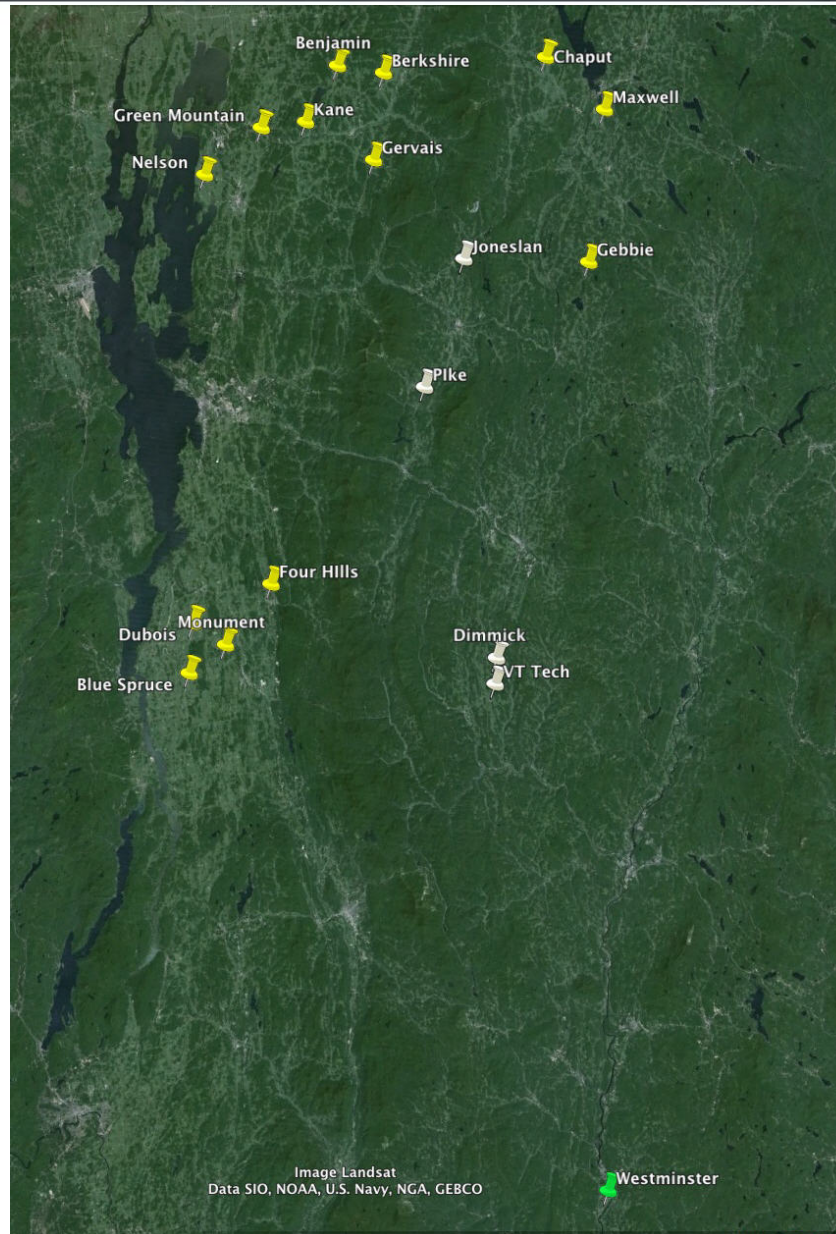 Benjamin
Berkshire
Chaput
Maxwell
Green Mountain
Kane
Nelson
Gervais
Joneslan
Gebbie
PIke
Four HIlls
Dubois
Monument
Blue Spruce
Dimmick
VT Tech
Image Landsat
Data SIO, NOAA, U.S. Navy, NGA, GEBCO
Westminster